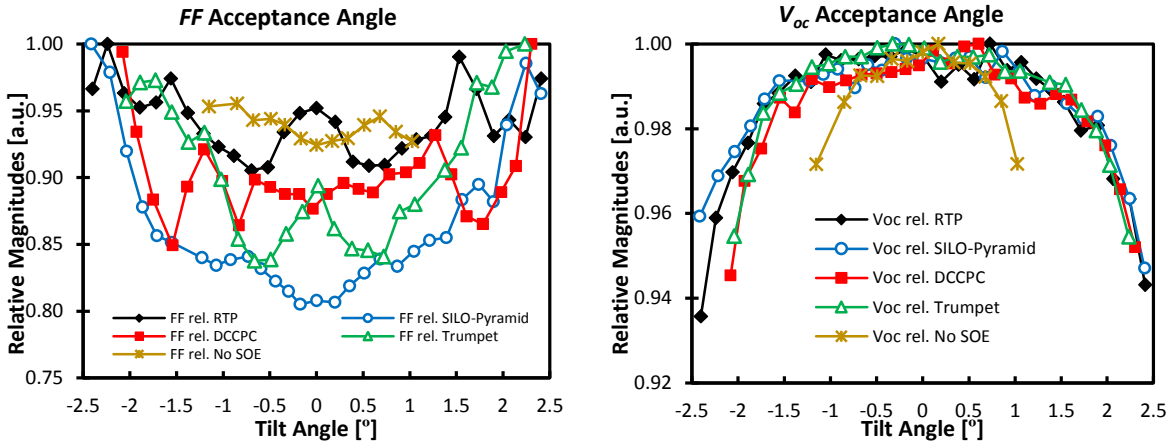 FF Acceptance Angle
Relative Magnitudes [a.u.]
1.00
0.95
0.90
0.85
0.80
0.75
FF rel. RTP
FF rel. SILO-Pyramid
FF rel. DCCPC
FF rel. Trumpet
FF rel. No SOE
-2.5 -2 -1.5 -1 -0.5 0 0.5 1 1.5 2 2.5
Tilt Angle [º]
Voc Acceptance Angle
Relative Magnitudes [a.u.]
1.00
0.98
0.96
0.94
0.92
Voc rel. RTP
Voc rel. SILO-Pyramid
Voc rel. DCCPC
Voc rel. Trumpet
Voc rel. No SOE
-2.5 -2 -1.5 -1 -0.5 0 0.5 1 1.5 2 2.5
Tilt Angle [º]